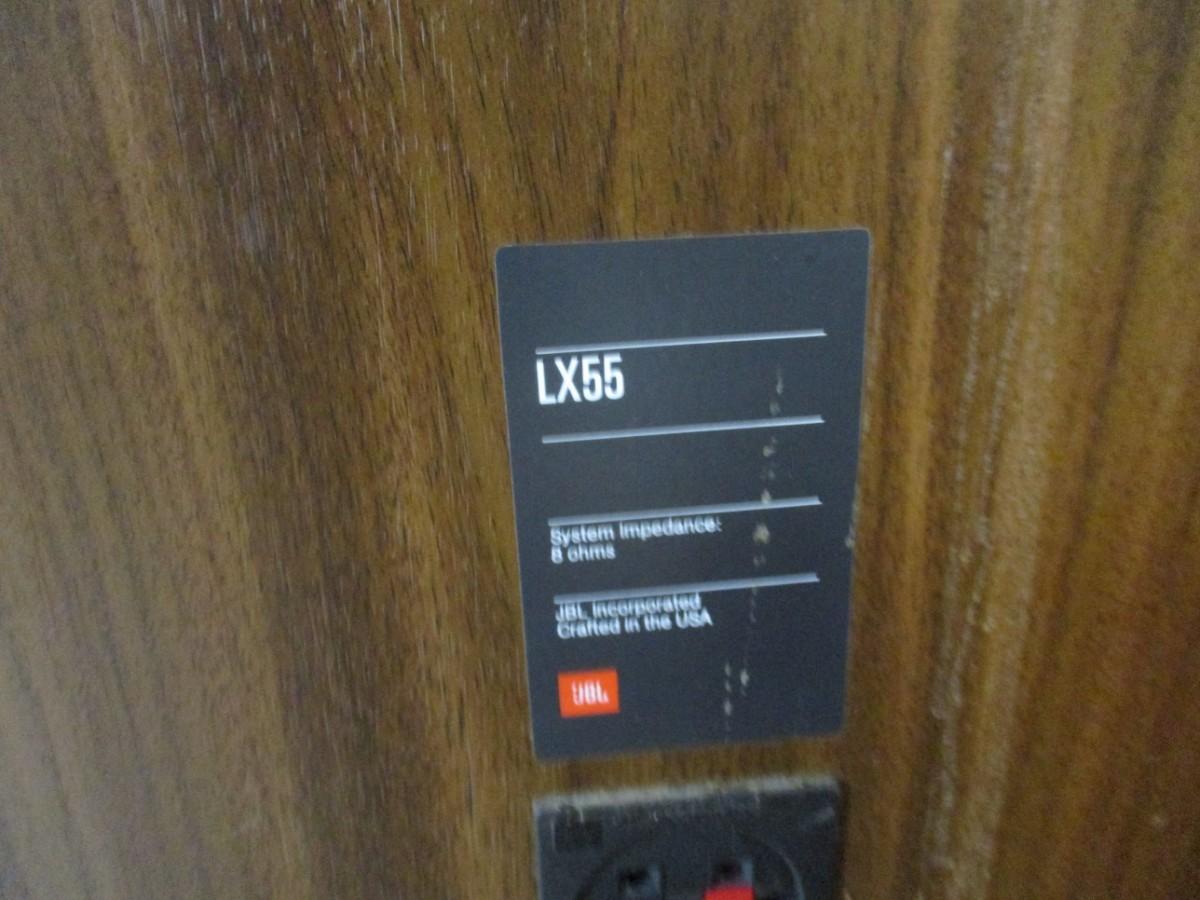 LX55
System Impedance:
8 ohms
JBL Incorporated
Crafted in the USA
JBL